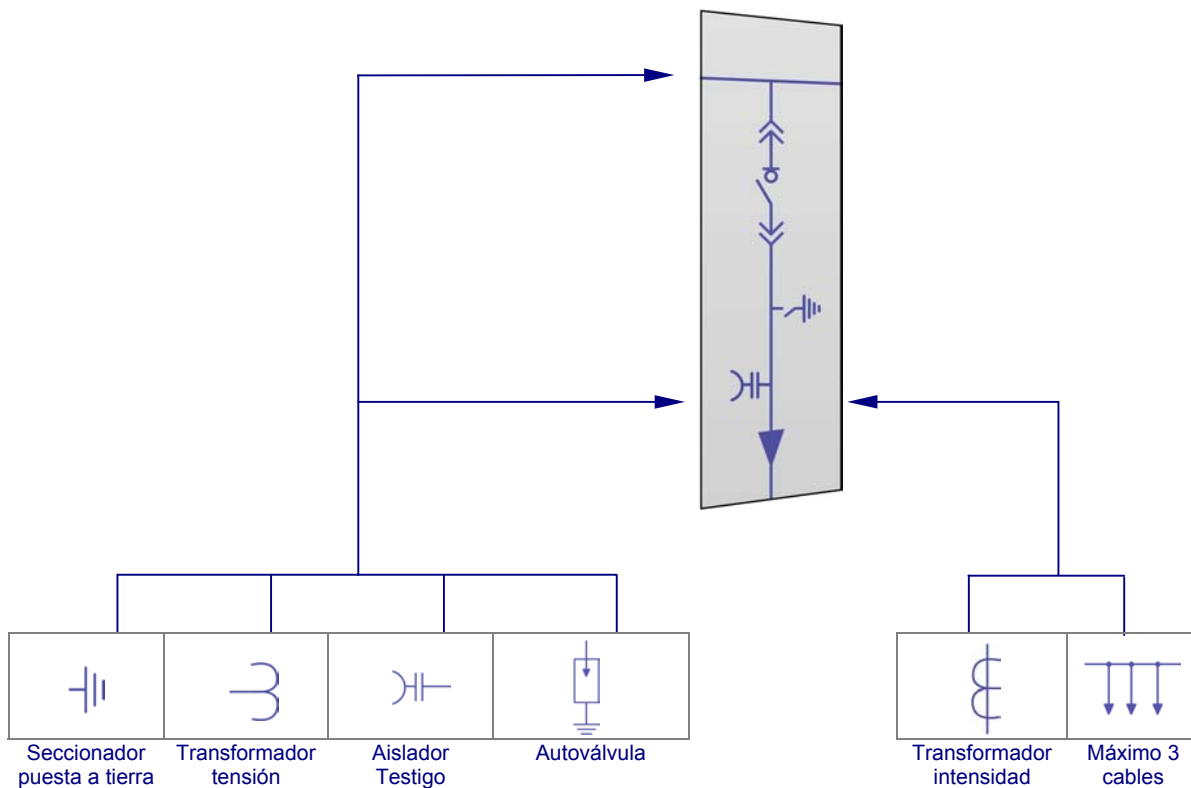 Seccionador
puesta a tierra
Transformador
tensión
Aislador
Testigo
Autoválvula
Transformador
intensidad
Máximo 3
cables